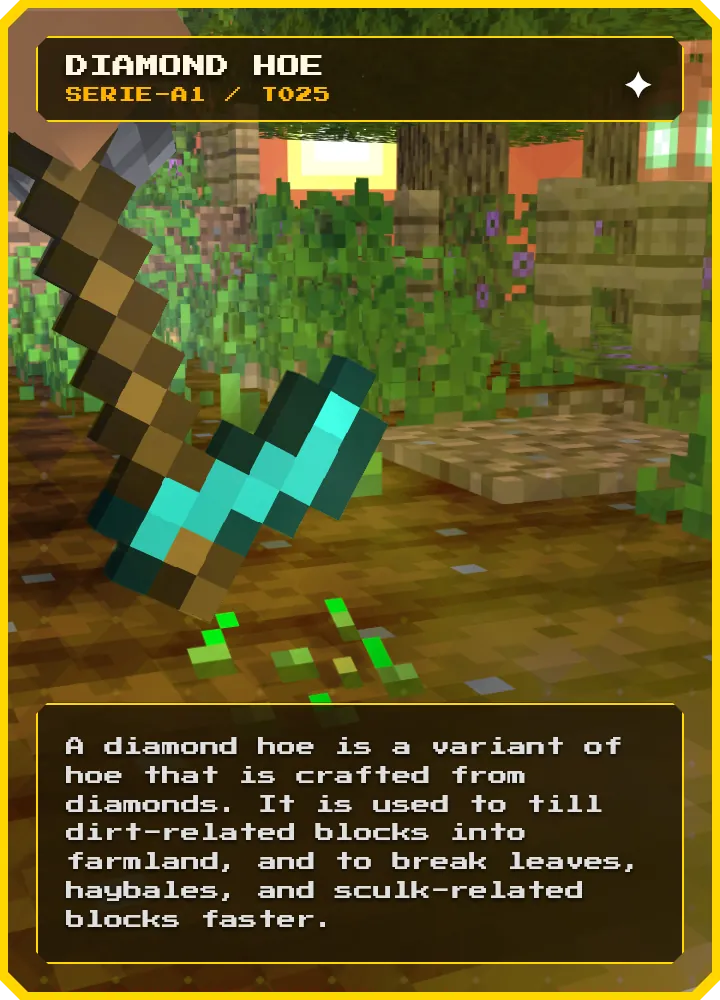 DIAMOND HOE
SERIE-A1 / T025
A diamond hoe is a variant of
hoe that is crafted from
diamonds. It is used to till
dirt-related blocks into
farmland, and to break leaves,
haybales, and sculk-related
blocks faster.